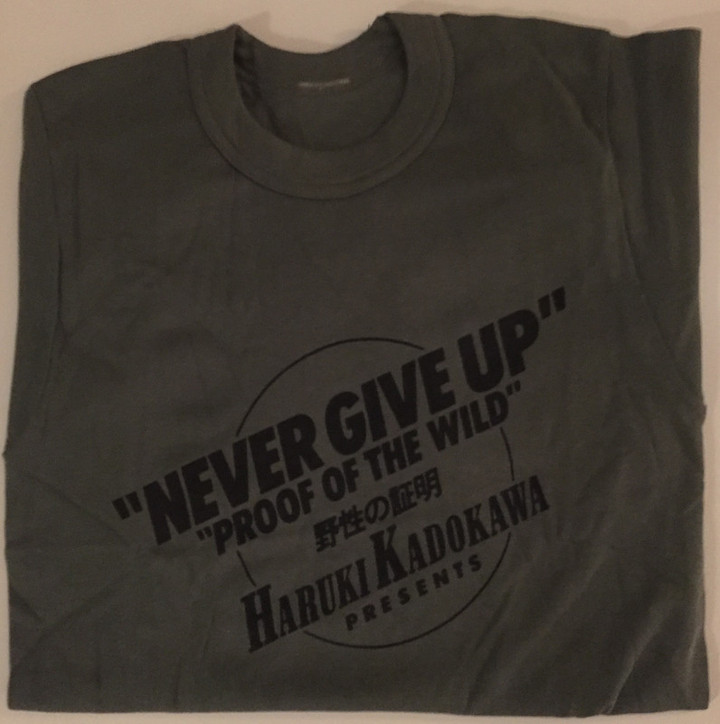 "NEVER GIVE UP"
"PROOF OF THE WILD"
野性の証明
HARUKI KADOKAWA
PRESENTS